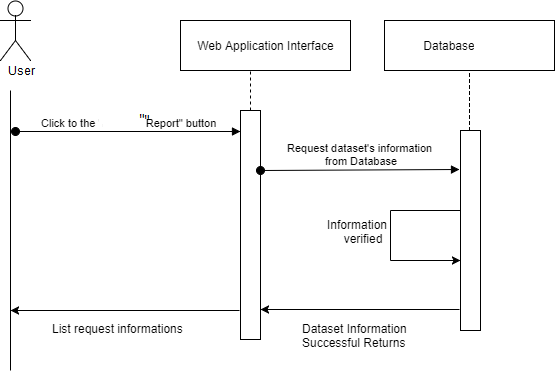 Web Application Interface
Database
User
Click to the ""Report" button
Request dataset's information
from Database
Information
verified
List request informations
Dataset Information
Successful Returns